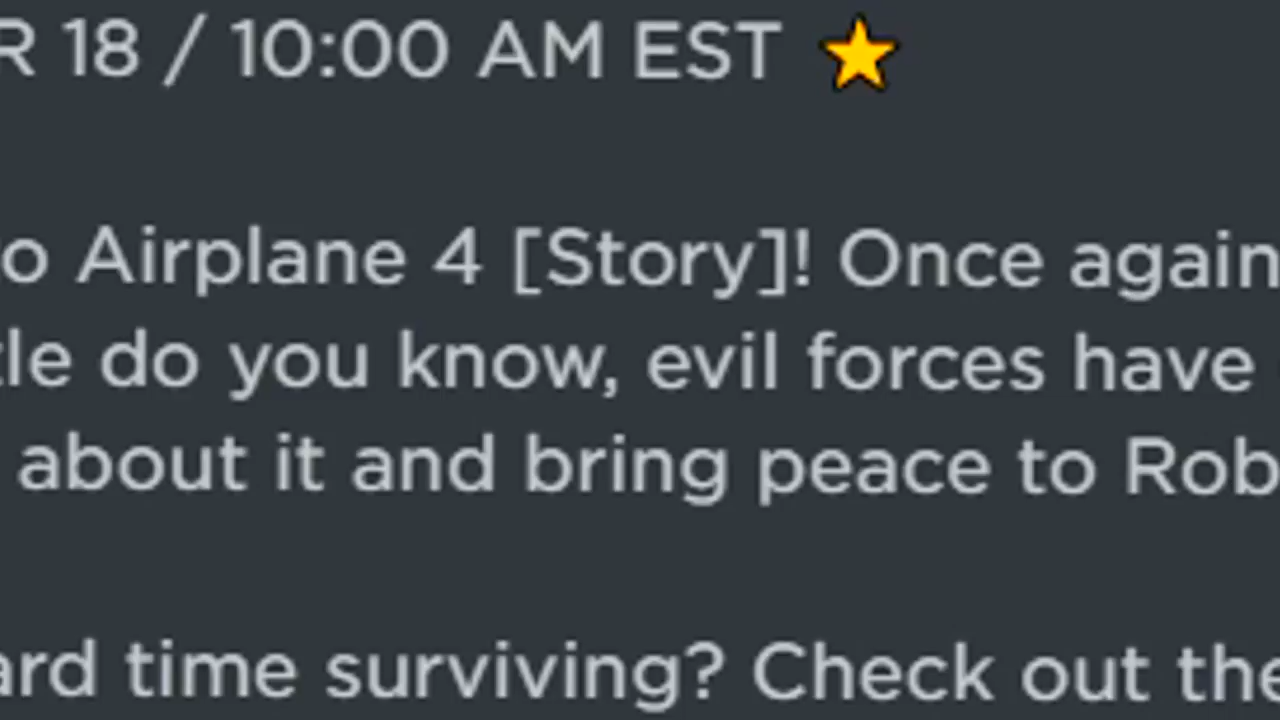 R 18 / 10:00 AM EST ⭐
o Airplane 4 [Story]! Once again
tle do you know, evil forces have
about it and bring peace to Rob
ard time surviving? Check out the